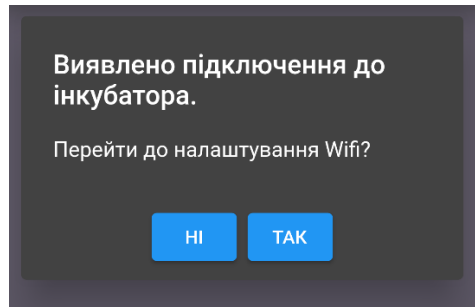 Виявлено підключення до
інкубатора.
Перейти до налаштування Wifi?
НІ
ТАК